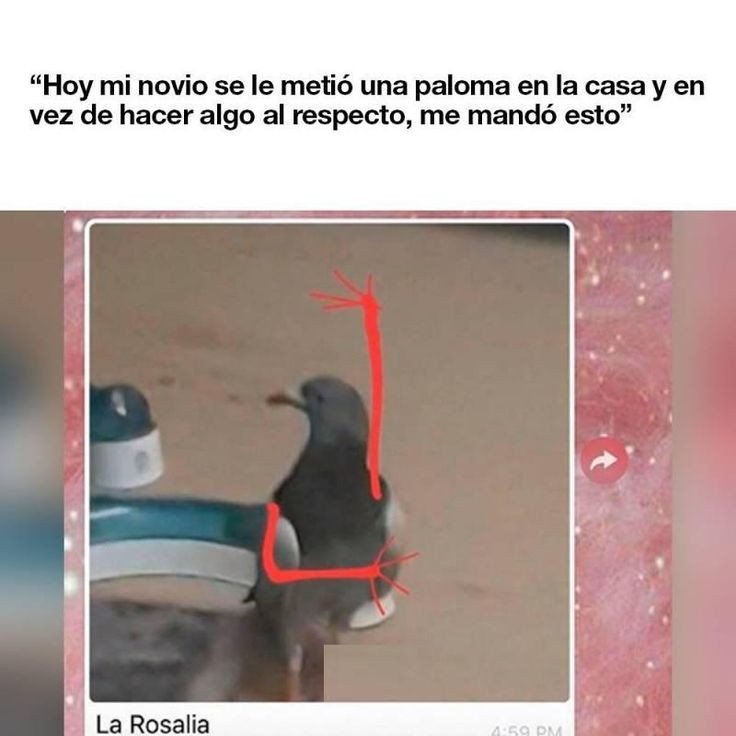 “Hoy mi novio se le metió una paloma en la casa y en
vez de hacer algo al respecto, me mandó esto”
La Rosalia
4:59 PM